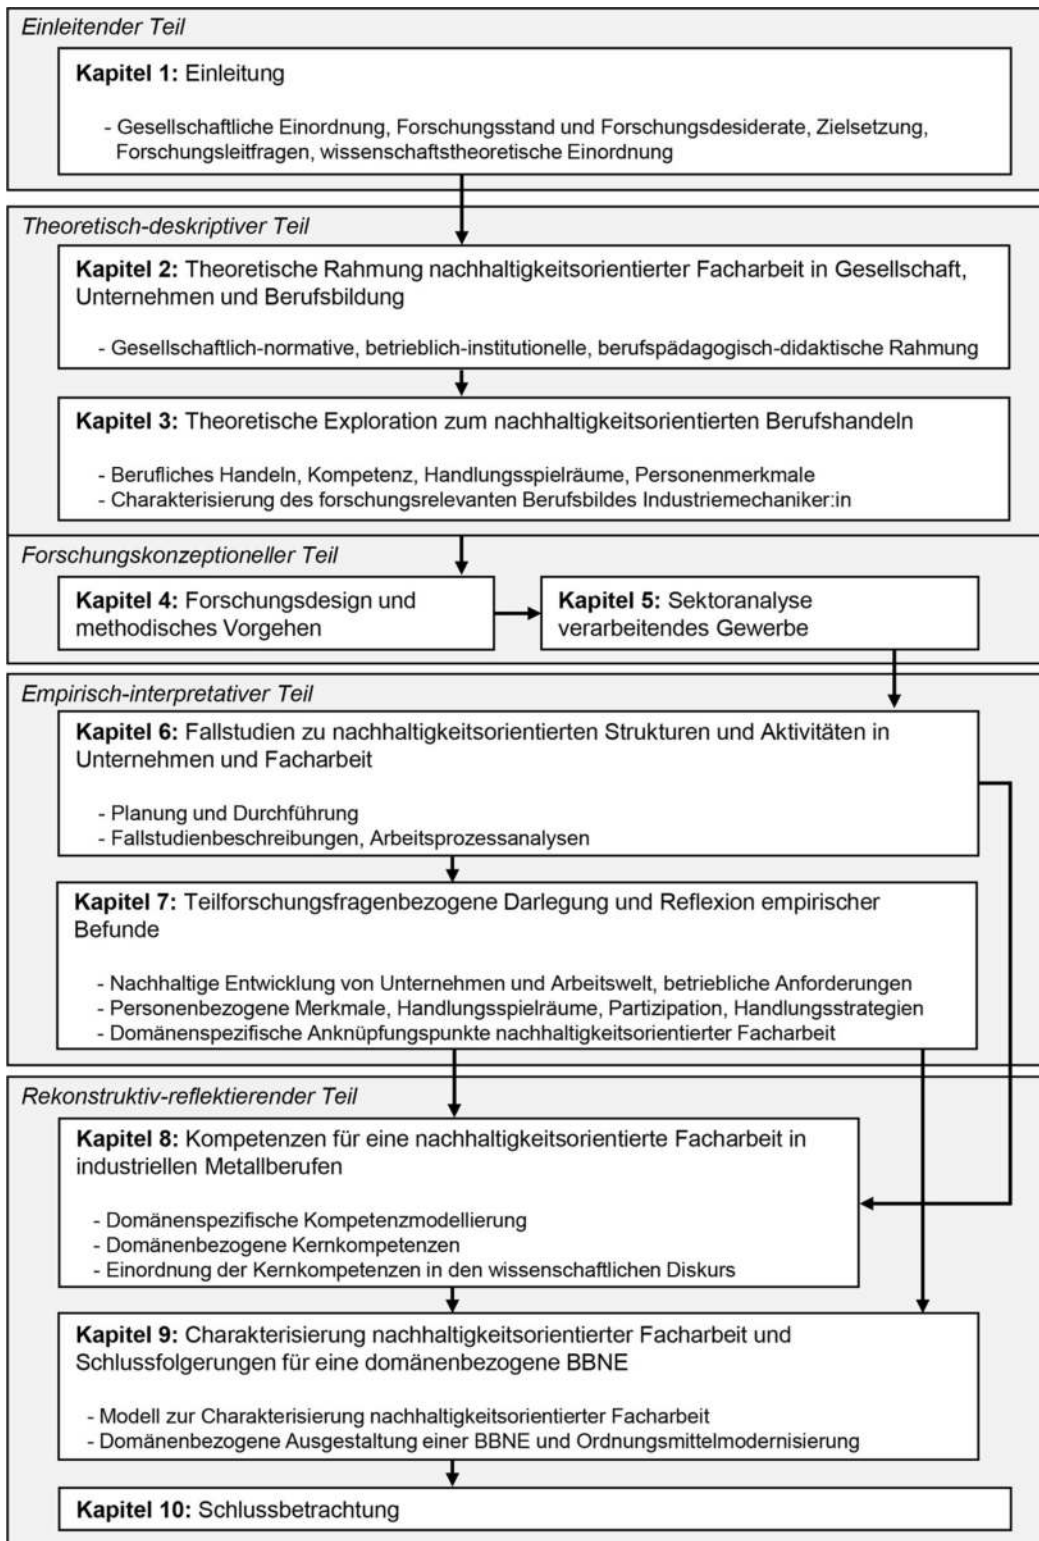 Einleitender Teil
Kapitel 1: Einleitung
- Gesellschaftliche Einordnung, Forschungsstand und Forschungsdesiderate, Zielsetzung,
Forschungsleitfragen, wissenschaftstheoretische Einordnung
Theoretisch-deskriptiver Teil
Kapitel 2: Theoretische Rahmung nachhaltigkeitsorientierter Facharbeit in Gesellschaft,
Unternehmen und Berufsbildung
- Gesellschaftlich-normative, betrieblich-institutionelle, berufspädagogisch-didaktische Rahmung
Kapitel 3: Theoretische Exploration zum nachhaltigkeitsorientierten Berufshandeln
- Berufliches Handeln, Kompetenz, Handlungsspielräume, Personenmerkmale
- Charakterisierung des forschungsrelevanten Berufsbildes Industriemechaniker:in
Forschungskonzeptioneller Teil
Kapitel 4: Forschungsdesign und
methodisches Vorgehen
Kapitel 5: Sektoranalyse
verarbeitendes Gewerbe
Empirisch-interpretativer Teil
Kapitel 6: Fallstudien zu nachhaltigkeitsorientierten Strukturen und Aktivitäten in
Unternehmen und Facharbeit
- Planung und Durchführung
- Fallstudienbeschreibungen, Arbeitsprozessanalysen
Kapitel 7: Teilforschungsfragenbezogene Darlegung und Reflexion empirischer
Befunde
- Nachhaltige Entwicklung von Unternehmen und Arbeitswelt, betriebliche Anforderungen
- Personenbezogene Merkmale, Handlungsspielräume, Partizipation, Handlungsstrategien
- Domänenspezifische Anknüpfungspunkte nachhaltigkeitsorientierter Facharbeit
Rekonstruktiv-reflektierender Teil
Kapitel 8: Kompetenzen für eine nachhaltigkeitsorientierte Facharbeit in
industriellen Metallberufen
- Domänenspezifische Kompetenzmodellierung
- Domänenbezogene Kernkompetenzen
- Einordnung der Kernkompetenzen in den wissenschaftlichen Diskurs
Kapitel 9: Charakterisierung nachhaltigkeitsorientierter Facharbeit und
Schlussfolgerungen für eine domänenbezogene BBNE
- Modell zur Charakterisierung nachhaltigkeitsorientierter Facharbeit
- Domänenbezogene Ausgestaltung einer BBNE und Ordnungsmittelmodernisierung
Kapitel 10: Schlussbetrachtung